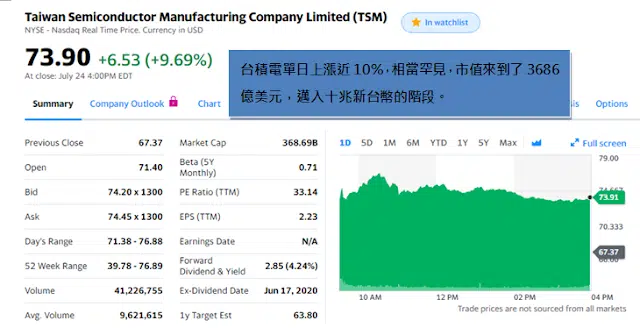 Taiwan Semiconductor Manufacturing Company Limited (TSM)
NYSE - Nasdaq Real Time Price. Currency in USD
In watchlist
73.90 +6.53 (+9.69%)
At close: July 24 4:00PM EDT
台積電單日上漲近 10%，相當罕見，市值來到了 3686
億美元，邁入十兆新台幣的階段。
Summary Company Outlook Chart Options
Previous Close 67.37
Open 71.40
Bid 74.20 x 1300
Ask 74.45 x 1300
Day's Range 71.38 - 76.88
52 Week Range 39.78 - 76.89
Volume 41,226,755
Avg. Volume 9,621,615
Market Cap 368.69B
Beta (5Y
Monthly) 0.71
PE Ratio (TTM) 33.14
EPS (TTM) 2.23
Earnings Date N/A
Forward
Dividend & Yield 2.85 (4.24%)
Ex-Dividend Date Jun 17, 2020
1y Target Est 63.80
1D 5D 1M 6M YTD 1Y 5Y Max Full screen
79.00
73.91
70.333
67.37
10 AM 12 PM 02 PM 04 PM
Trade prices are not sourced from all markets